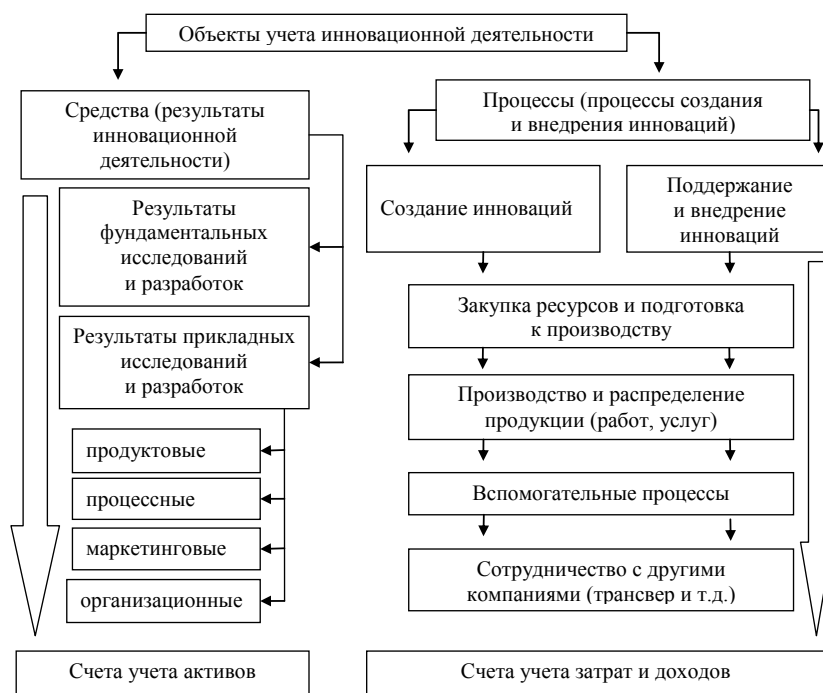 Объекты учета инновационной деятельности
Средства (результаты
инновационной
деятельности)
Результаты
фундаментальных
исследований
и разработок
Результаты прикладных
исследований
и разработок
продуктовые
процессные
маркетинговые
организационные
Счета учета активов
Процессы (процессы создания
и внедрения инноваций)
Создание инноваций
Поддержание
и внедрение
инноваций
Закупка ресурсов и подготовка
к производству
Производство и распределение
продукции (работ, услуг)
Вспомогательные процессы
Сотрудничество с другими
компаниями (трансвер и т.д.)
Счета учета затрат и доходов